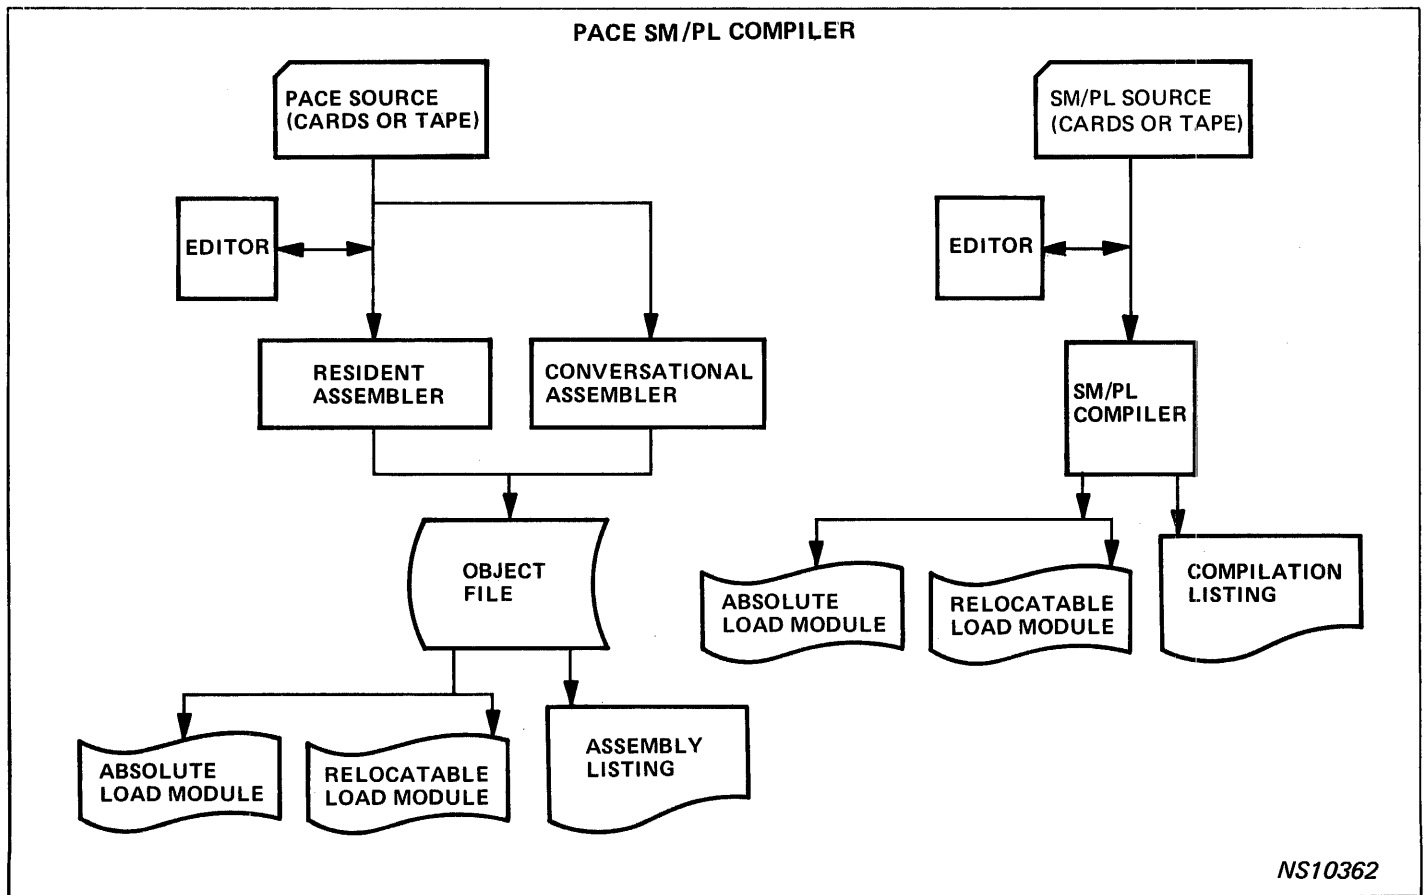 PACE SM/PL COMPILER
PACE SOURCE
(CARDS OR TAPE)
EDITOR
RESIDENT
ASSEMBLER
CONVERSATIONAL
ASSEMBLER
OBJECT
FILE
ABSOLUTE
LOAD MODULE
RELOCATABLE
LOAD MODULE
ASSEMBLY
LISTING
SM/PL SOURCE
(CARDS OR TAPE)
EDITOR
SM/PL
COMPILER
ABSOLUTE
LOAD MODULE
RELOCATABLE
LOAD MODULE
COMPILATION
LISTING
NS10362